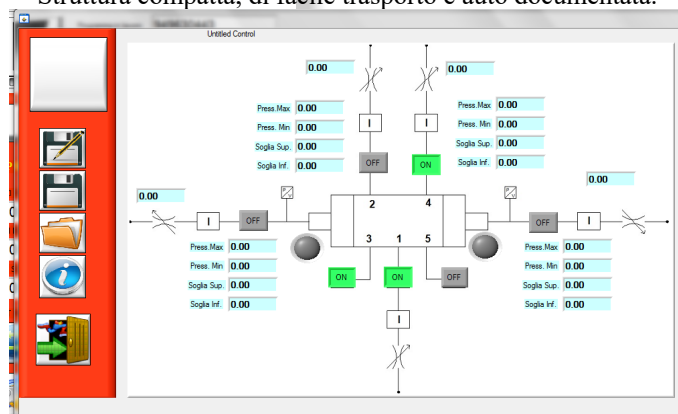 Struttura compatta, di facile trasporto e auto documentata.
Untitled Control
0.00
0.00
Press.Max 0.00
Press. Min 0.00
Soglia Sup. 0.00
Soglia Inf. 0.00
Press.Max 0.00
Press. Min 0.00
Soglia Sup. 0.00
Soglia Inf. 0.00
I
I
OFF
ON
0.00
0.00
2
4
I
OFF
OFF
I
3
1
5
Press.Max 0.00
Press. Min 0.00
Soglia Sup. 0.00
Soglia Inf. 0.00
ON
ON
OFF
Press.Max 0.00
Press. Min 0.00
Soglia Sup. 0.00
Soglia Inf. 0.00
I